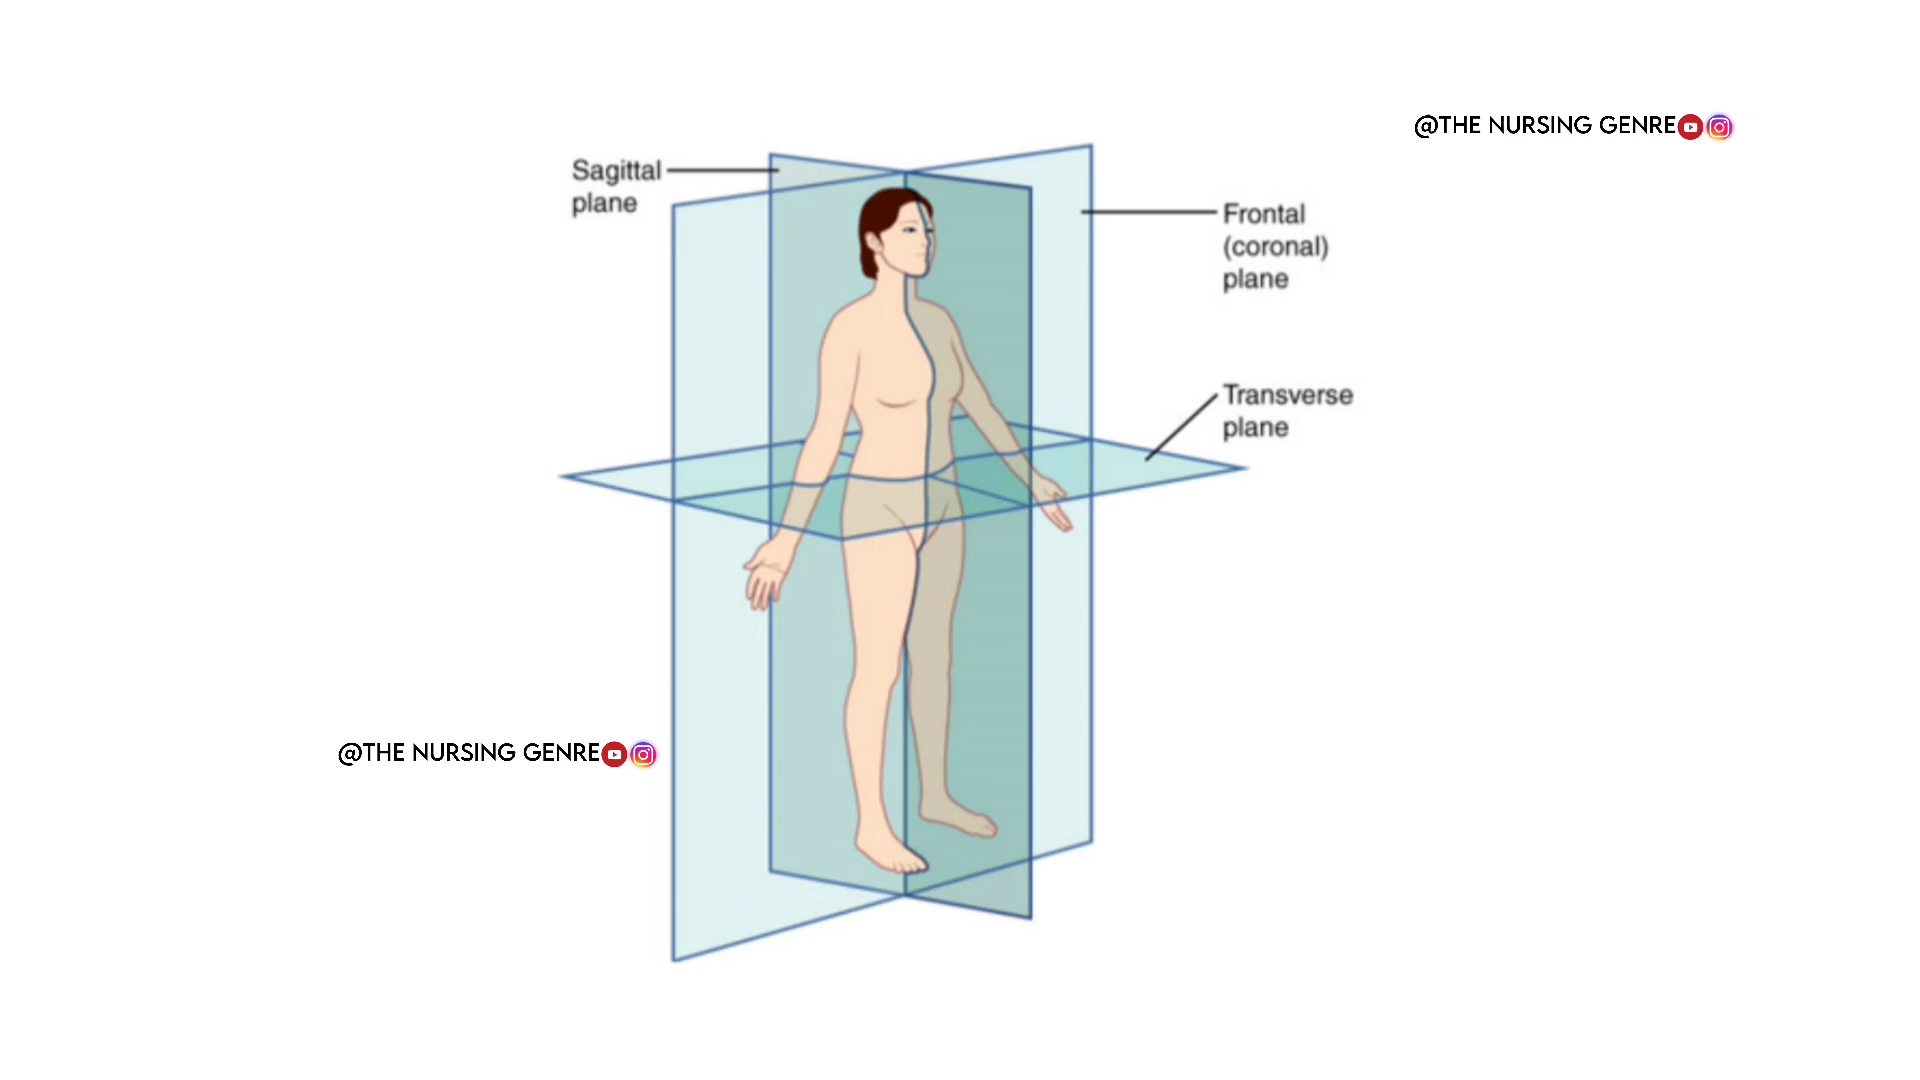 @THE NURSING GENRE
Sagittal
plane
Frontal
(coronal)
plane
Transverse
plane
@THE NURSING GENRE